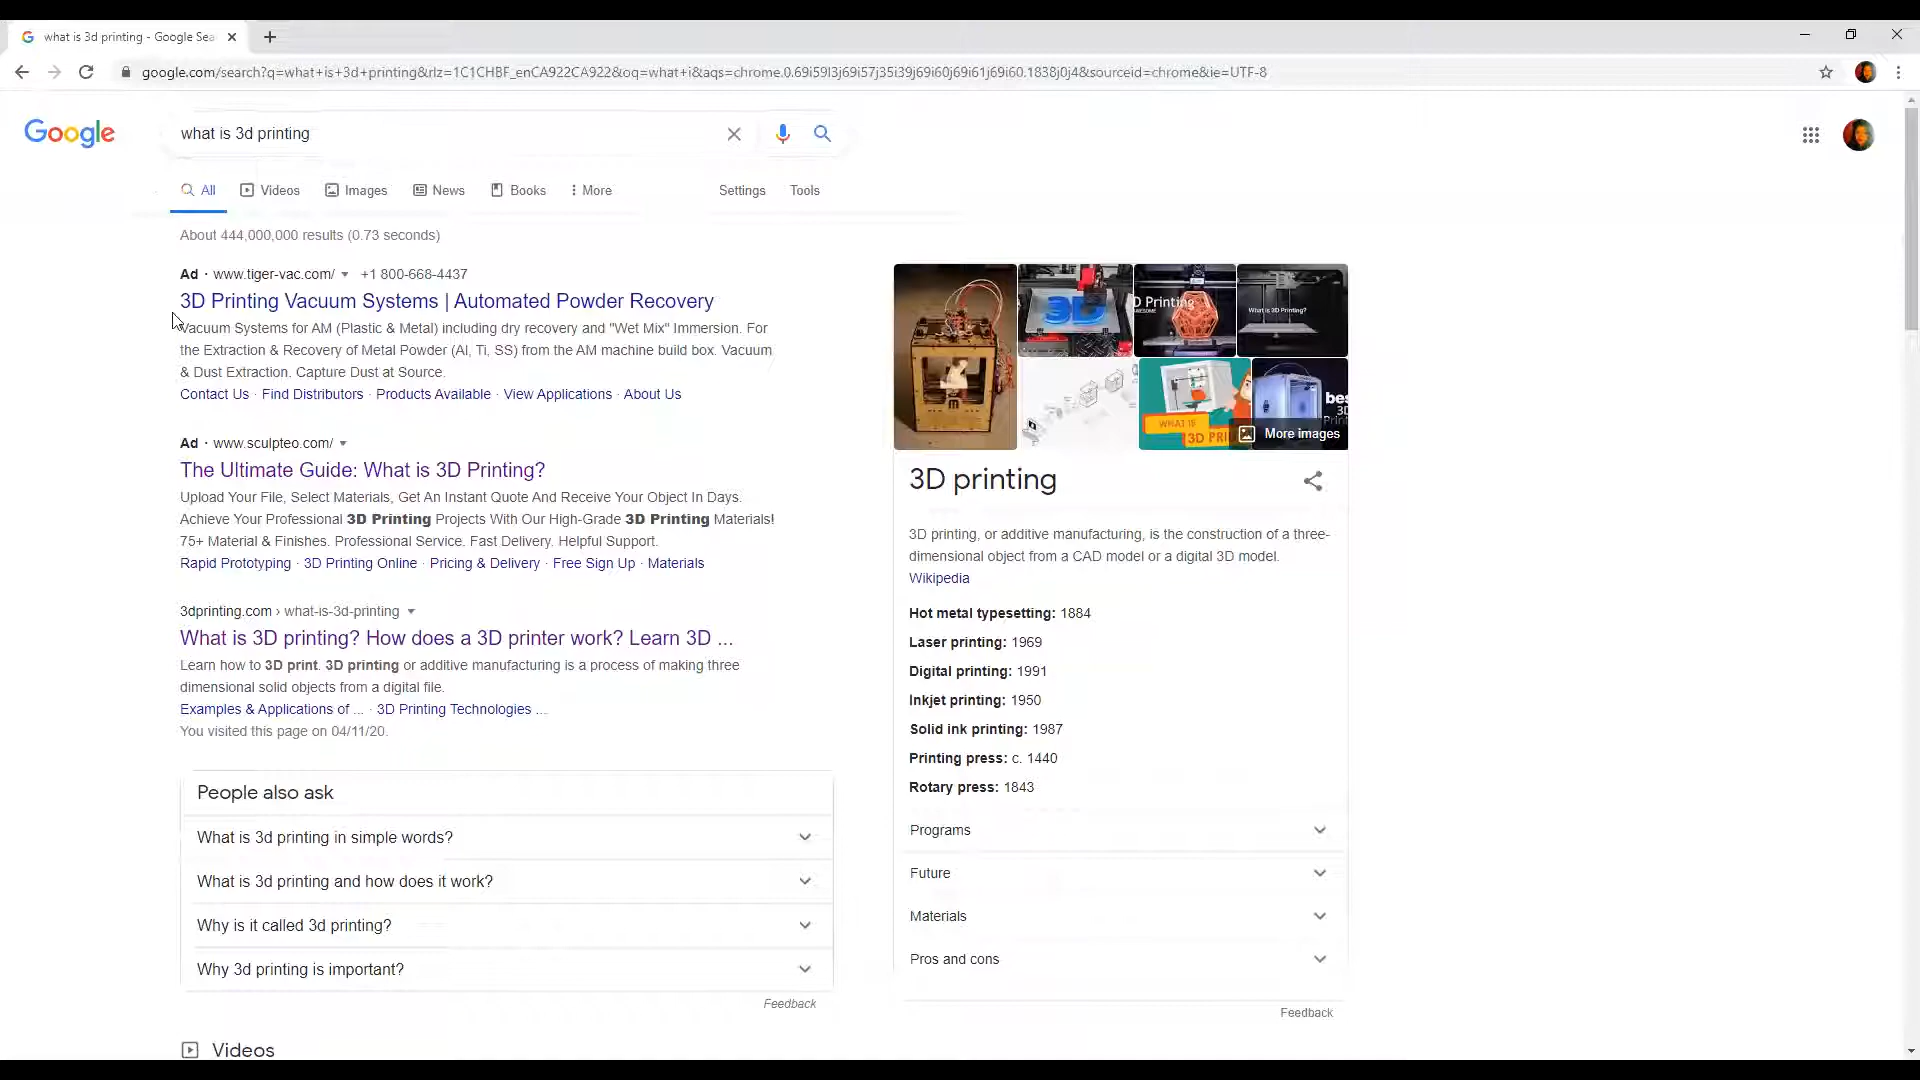 what is 3d printing - Google Sea
google.com/search?q=what+is+3d+printing&rlz=1C1CHBF_enCA922CA922&oq=what+i&aqs=chrome.0.69i59l3j69i57j35i39j69i60j69i61j69i60.1838j0j4&sourceid=chrome&ie=UTF-8
Google
what is 3d printing
All Videos Images News Books More Settings Tools
About 444,000,000 results (0.73 seconds)
Ad · www.tiger-vac.com/ +1 800-668-4437
3D Printing Vacuum Systems | Automated Powder Recovery
Vacuum Systems for AM (Plastic & Metal) including dry recovery and "Wet Mix" Immersion. For
the Extraction & Recovery of Metal Powder (Al, Ti, SS) from the AM machine build box. Vacuum
& Dust Extraction. Capture Dust at Source.
Contact Us · Find Distributors · Products Available · View Applications · About Us
Ad · www.sculpteo.com/
The Ultimate Guide: What is 3D Printing?
Upload Your File, Select Materials, Get An Instant Quote And Receive Your Object In Days.
Achieve Your Professional 3D Printing Projects With Our High-Grade 3D Printing Materials!
75+ Material & Finishes. Professional Service. Fast Delivery. Helpful Support.
Rapid Prototyping · 3D Printing Online · Pricing & Delivery · Free Sign Up · Materials
3dprinting.com › what-is-3d-printing
What is 3D printing? How does a 3D printer work? Learn 3D ...
Learn how to 3D print. 3D printing or additive manufacturing is a process of making three
dimensional solid objects from a digital file.
Examples & Applications of ... · 3D Printing Technologies ...
You visited this page on 04/11/20.
People also ask
What is 3d printing in simple words?
What is 3d printing and how does it work?
Why is it called 3d printing?
Why 3d printing is important?
Feedback
Videos
3D
D Printing
What is 3D Printing?
WHAT IS
3D PRI
bes
3D
Print
More images
3D printing
3D printing, or additive manufacturing, is the construction of a three-
dimensional object from a CAD model or a digital 3D model.
Wikipedia
Hot metal typesetting: 1884
Laser printing: 1969
Digital printing: 1991
Inkjet printing: 1950
Solid ink printing: 1987
Printing press: c. 1440
Rotary press: 1843
Programs
Future
Materials
Pros and cons
Feedback